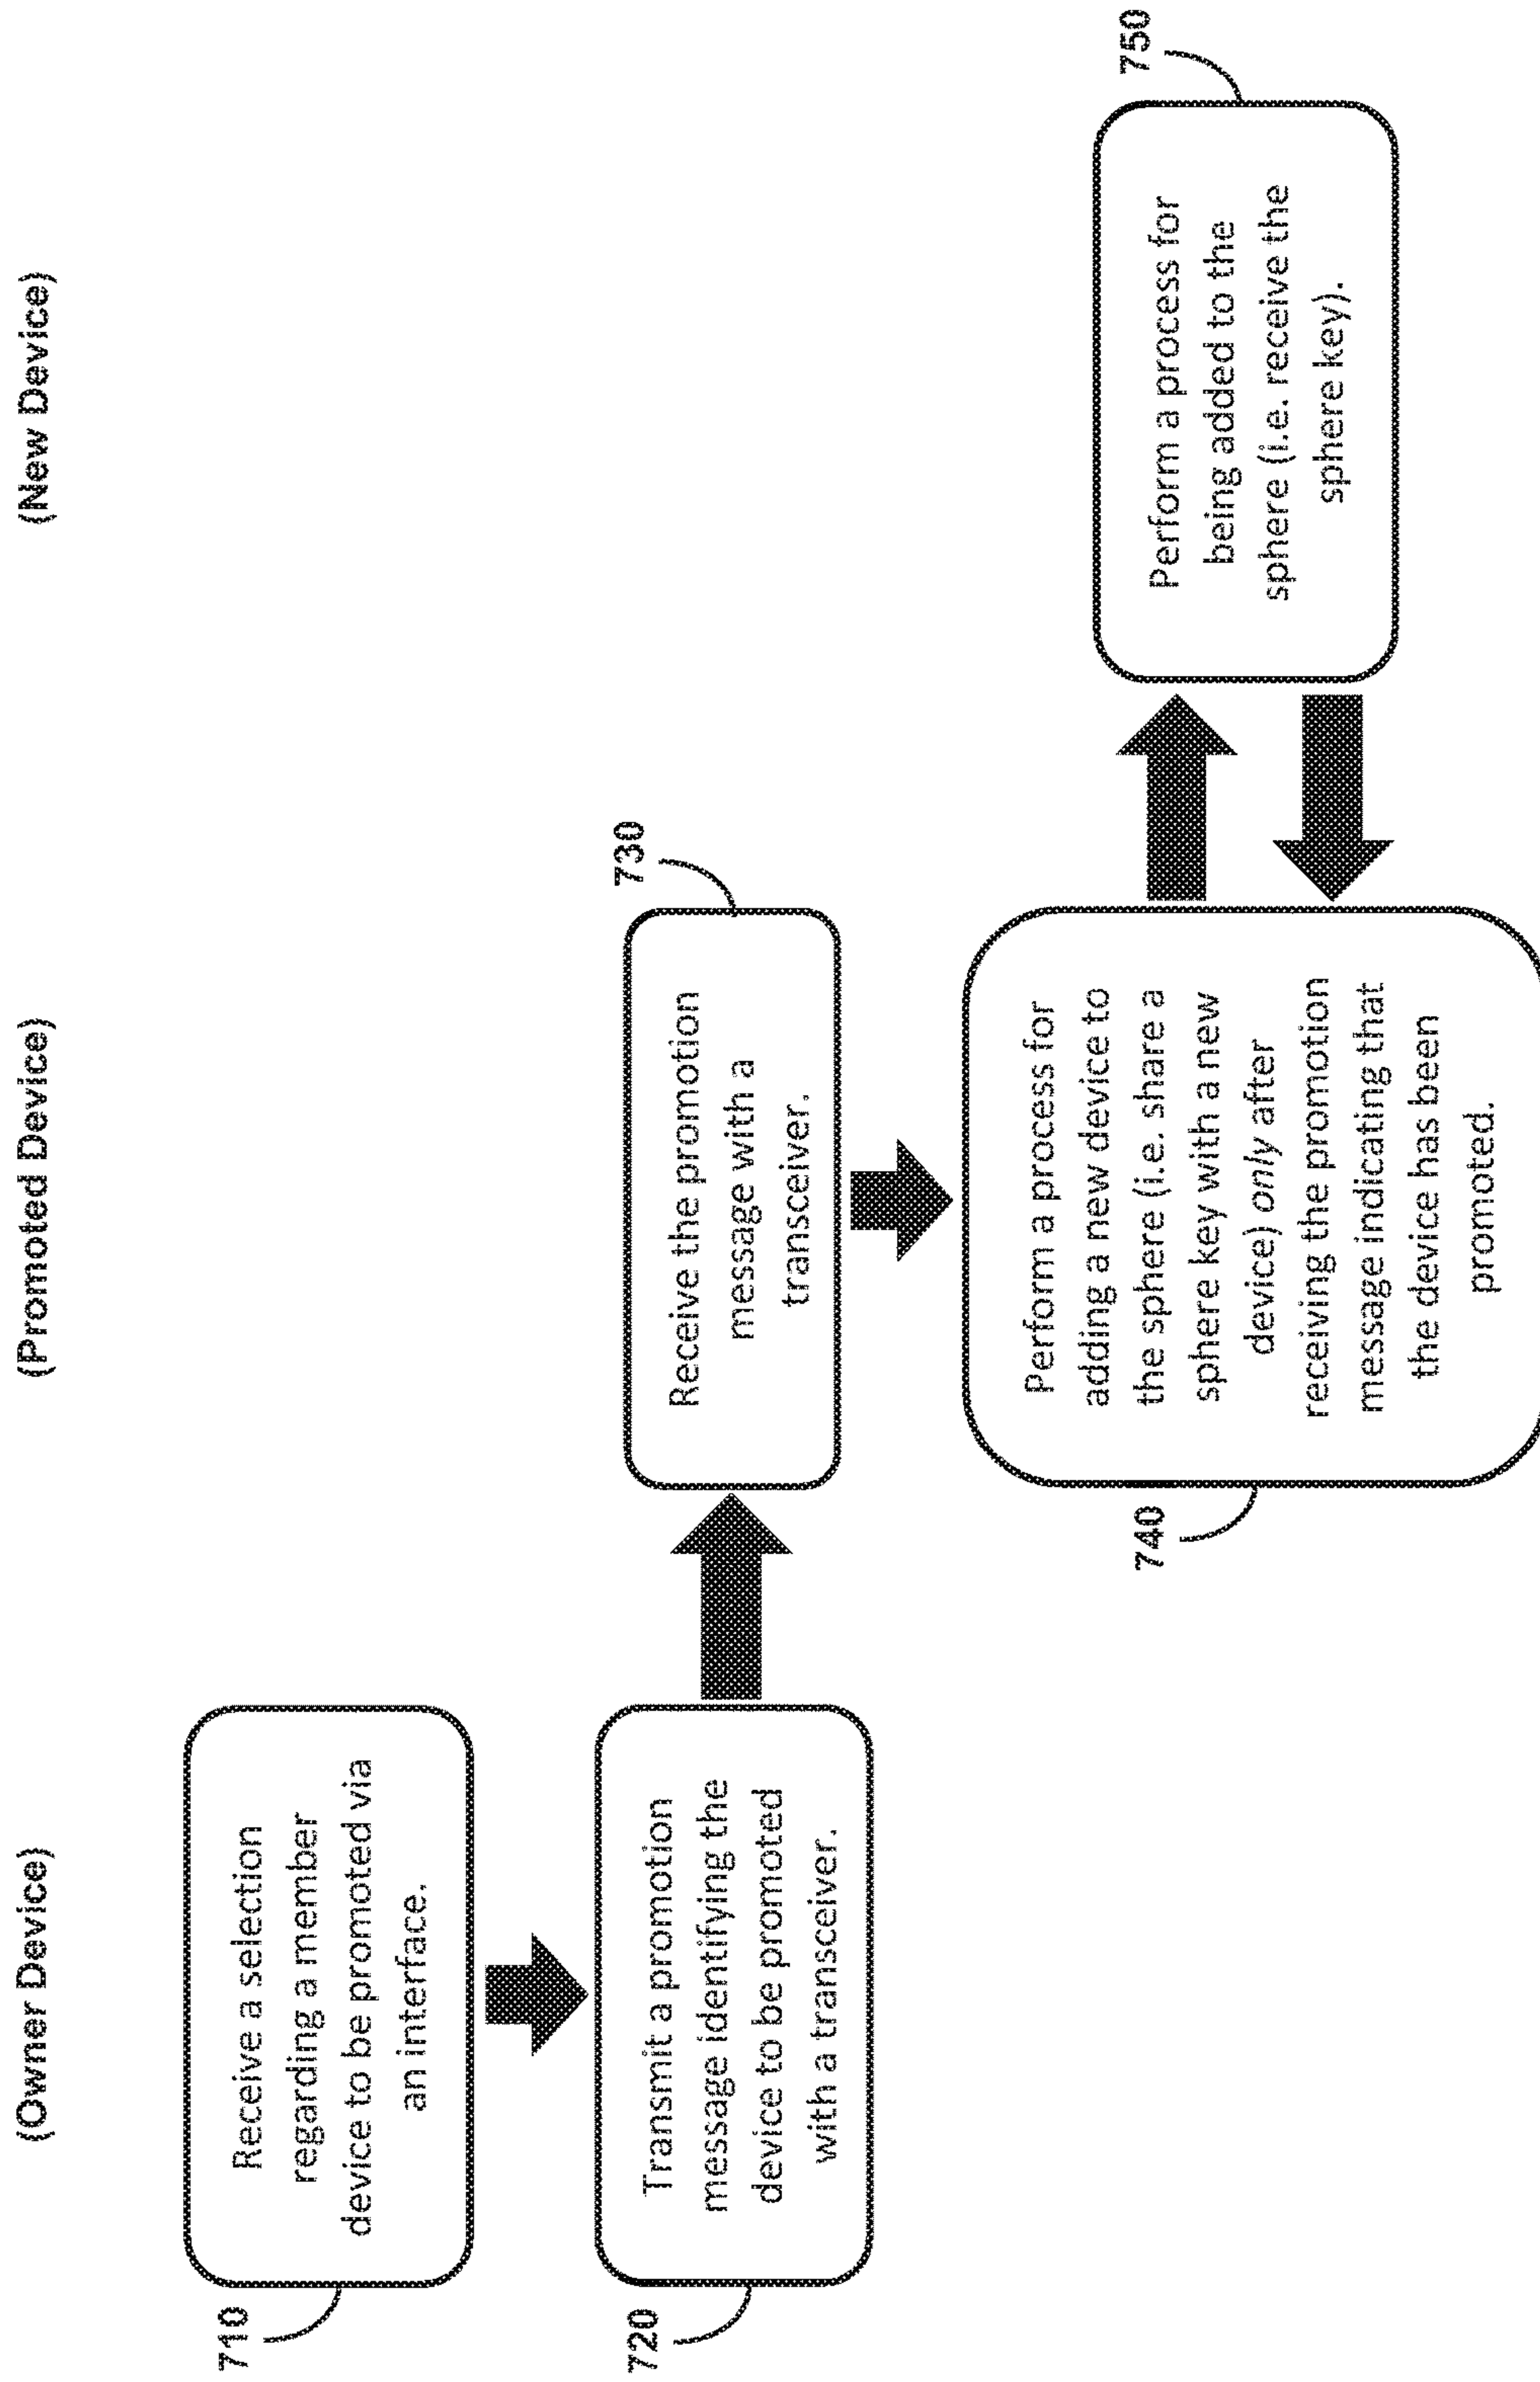 (Owner Device)
(Promoted Device)
(New Device)
710
Receive a selection
regarding a member
device to be promoted via
an interface.
720
Transmit a promotion
message identifying the
device to be promoted
with a transceiver.
730
Receive the promotion
message with a
transceiver.
740
Perform a process for
adding a new device to
the sphere (i.e. share a
sphere key with a new
device) only after
receiving the promotion
message indicating that
the device has been
promoted.
750
Perform a process for
being added to the
sphere (i.e. receive the
sphere key).